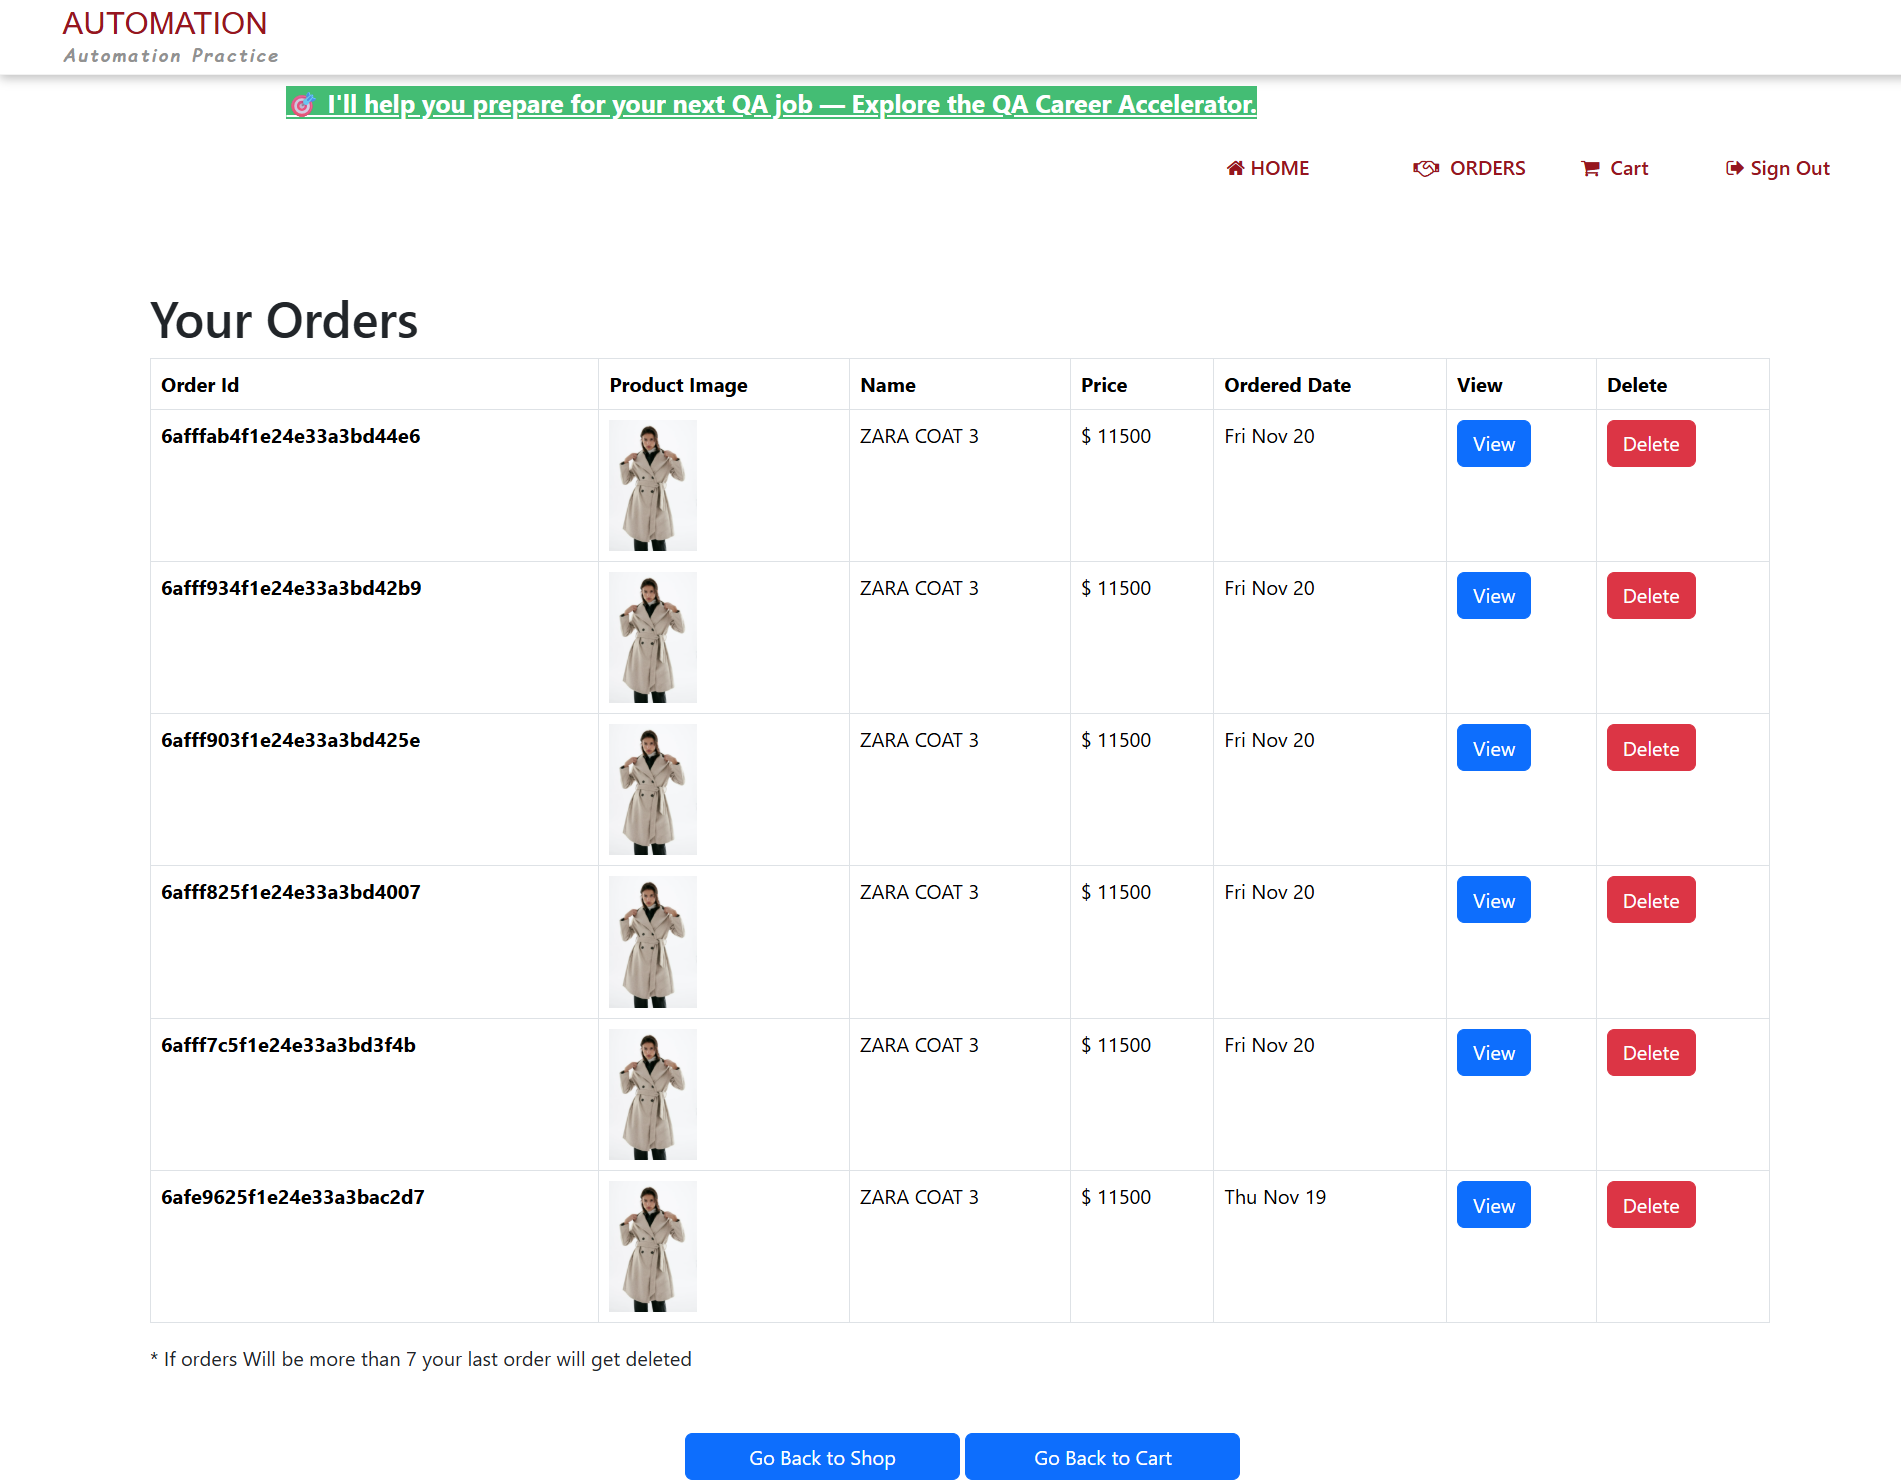 AUTOMATION
Automation Practice
🎯 I'll help you prepare for your next QA job — Explore the QA Career Accelerator.
HOME ORDERS Cart Sign Out
Your Orders
Order Id Product Image Name Price Ordered Date View Delete
6afffab4f1e24e33a3bd44e6 ZARA COAT 3 $ 11500 Fri Nov 20 View Delete
6afff934f1e24e33a3bd42b9 ZARA COAT 3 $ 11500 Fri Nov 20 View Delete
6afff903f1e24e33a3bd425e ZARA COAT 3 $ 11500 Fri Nov 20 View Delete
6afff825f1e24e33a3bd4007 ZARA COAT 3 $ 11500 Fri Nov 20 View Delete
6afff7c5f1e24e33a3bd3f4b ZARA COAT 3 $ 11500 Fri Nov 20 View Delete
6afe9625f1e24e33a3bac2d7 ZARA COAT 3 $ 11500 Thu Nov 19 View Delete
* If orders Will be more than 7 your last order will get deleted
Go Back to Shop Go Back to Cart